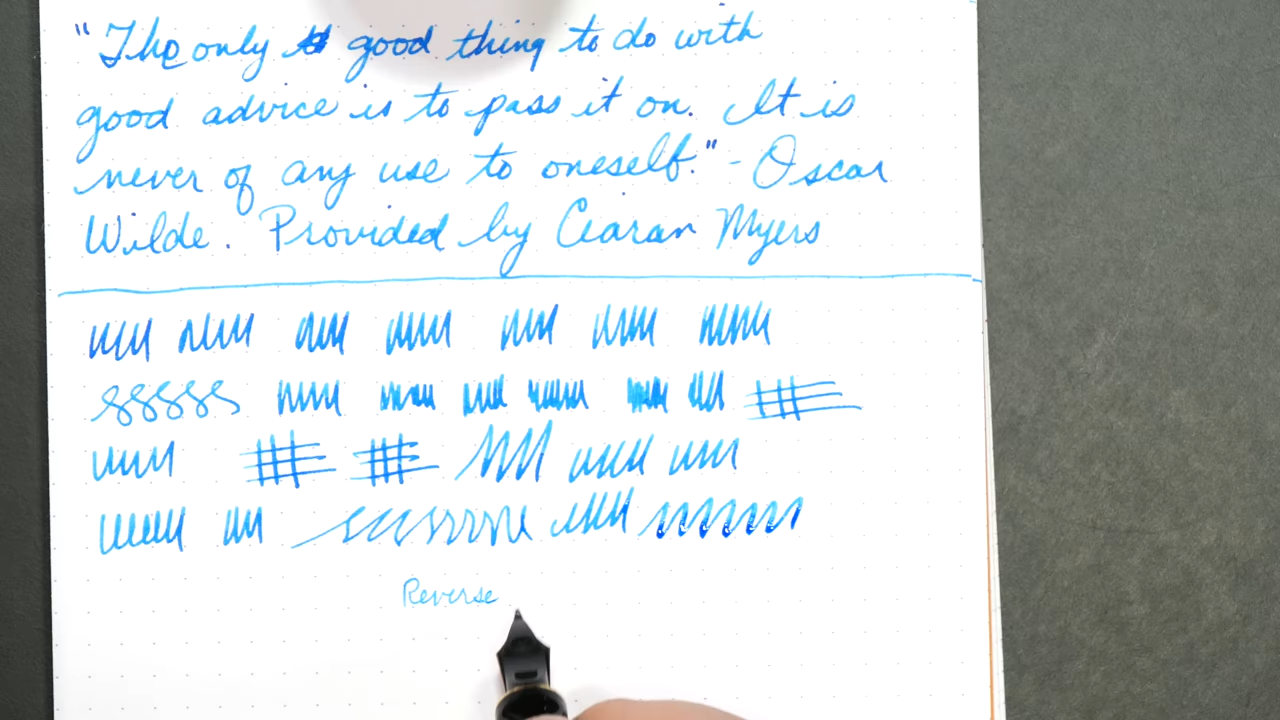 "The only good thing to do with
good advice is to pass it on. It is
never of any use to oneself." - Oscar
Wilde. Provided by Ciaran Myers
Reverse